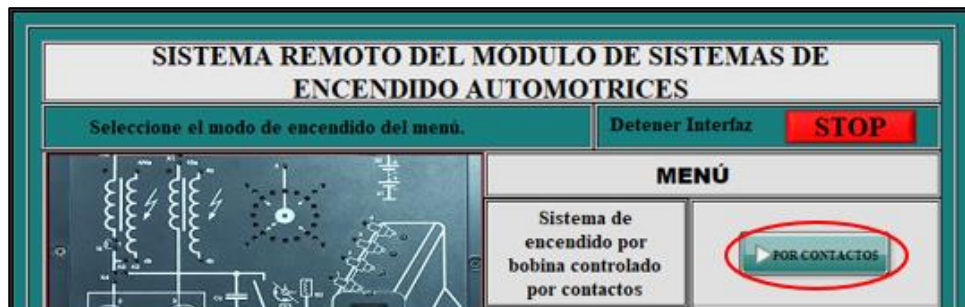 SISTEMA REMOTO DEL MÓDULO DE SISTEMAS DE
ENCENDIDO AUTOMOTRICES
Seleccione el modo de encendido del menú.
Detener Interfaz
STOP
MENÚ
Sistema de
encendido por
bobina controlado
por contactos
POR CONTACTOS